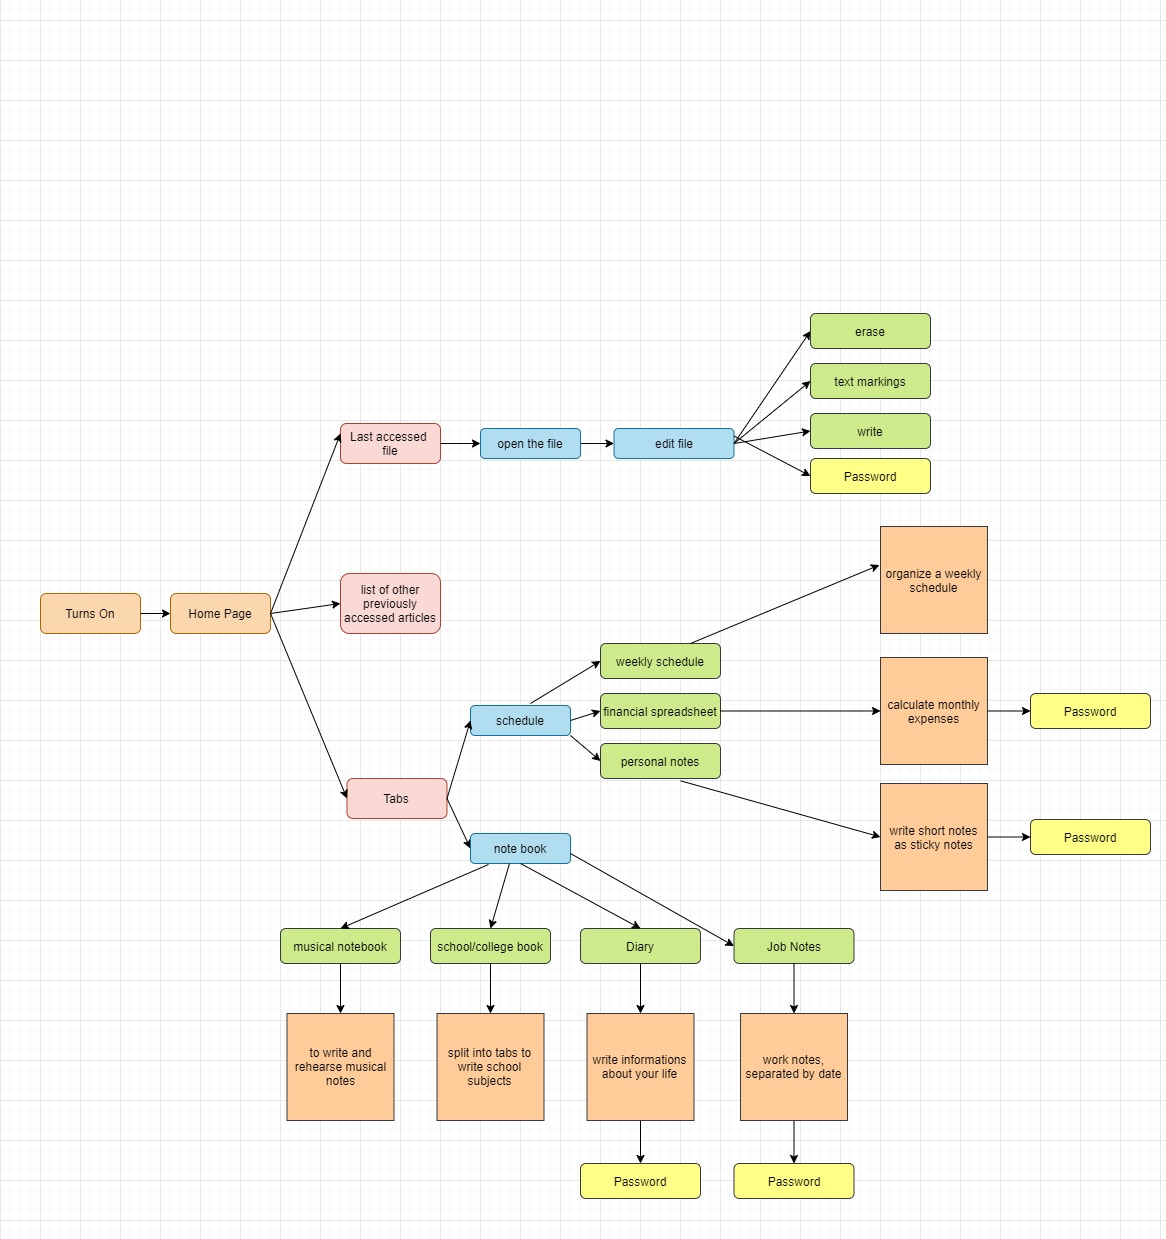 erase
text markings
write
Password
Last accessed
file
open the file
edit file
Turns On
Home Page
list of other
previously
accessed articles
Tabs
schedule
weekly schedule
financial spreadsheet
personal notes
organize a weekly
schedule
calculate monthly
expenses
Password
write short notes
as sticky notes
Password
note book
musical notebook
school/college book
Diary
Job Notes
to write and
rehearse musical
notes
split into tabs to
write school
subjects
write informations
about your life
work notes,
separated by date
Password
Password